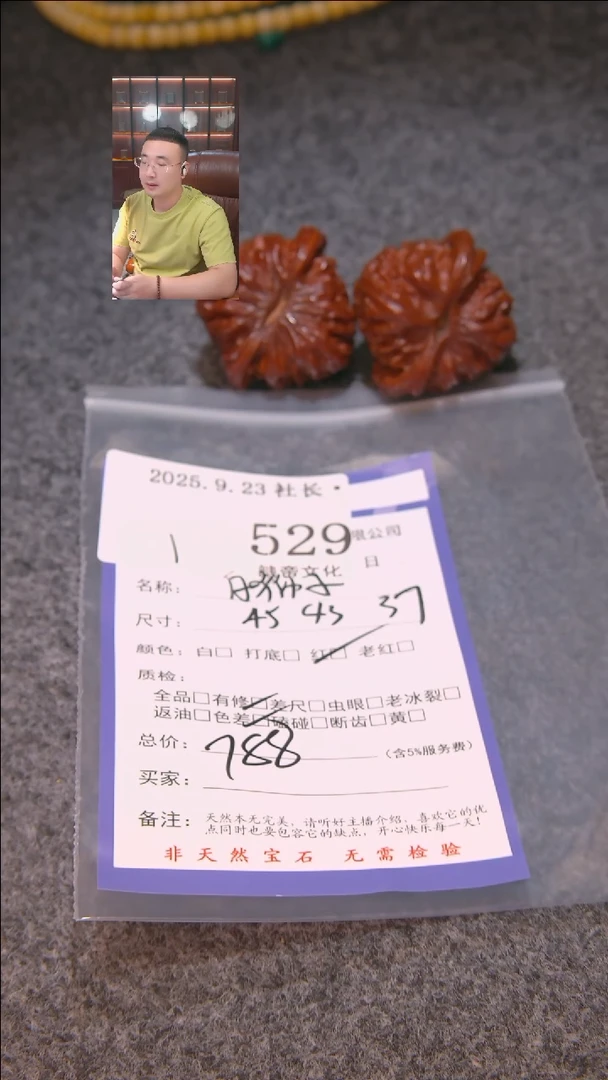 2025.9.23 社长·
529
限公司
日
名称：
尺寸：45 43 37
颜色：白□ 打底□ 红□ 老红□
质检：
全品□有修□差尺□虫眼□老冰裂□
返油□色差□磕碰□断齿□黄□
总价：788（含5%服务费）
买家：
备注：天然本无完美，请听好主播介绍，喜欢它的优
点同时也要包容它的缺点，开心快乐每一天！
非天然宝石 无需检验